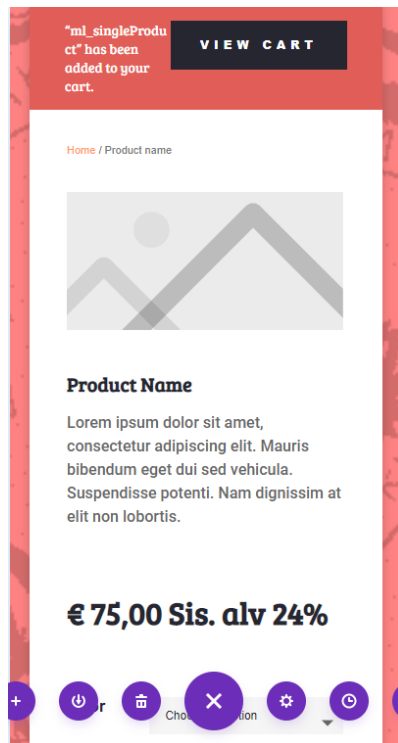 “ml_singleProdu
ct” has been
added to your
cart.
VIEW CART
Home / Product name
Product Name
Lorem ipsum dolor sit amet,
consectetur adipiscing elit. Mauris
bibendum eget dui sed vehicula.
Suspendisse potenti. Nam dignissim at
elit non lobortis.
€ 75,00 Sis. alv 24%